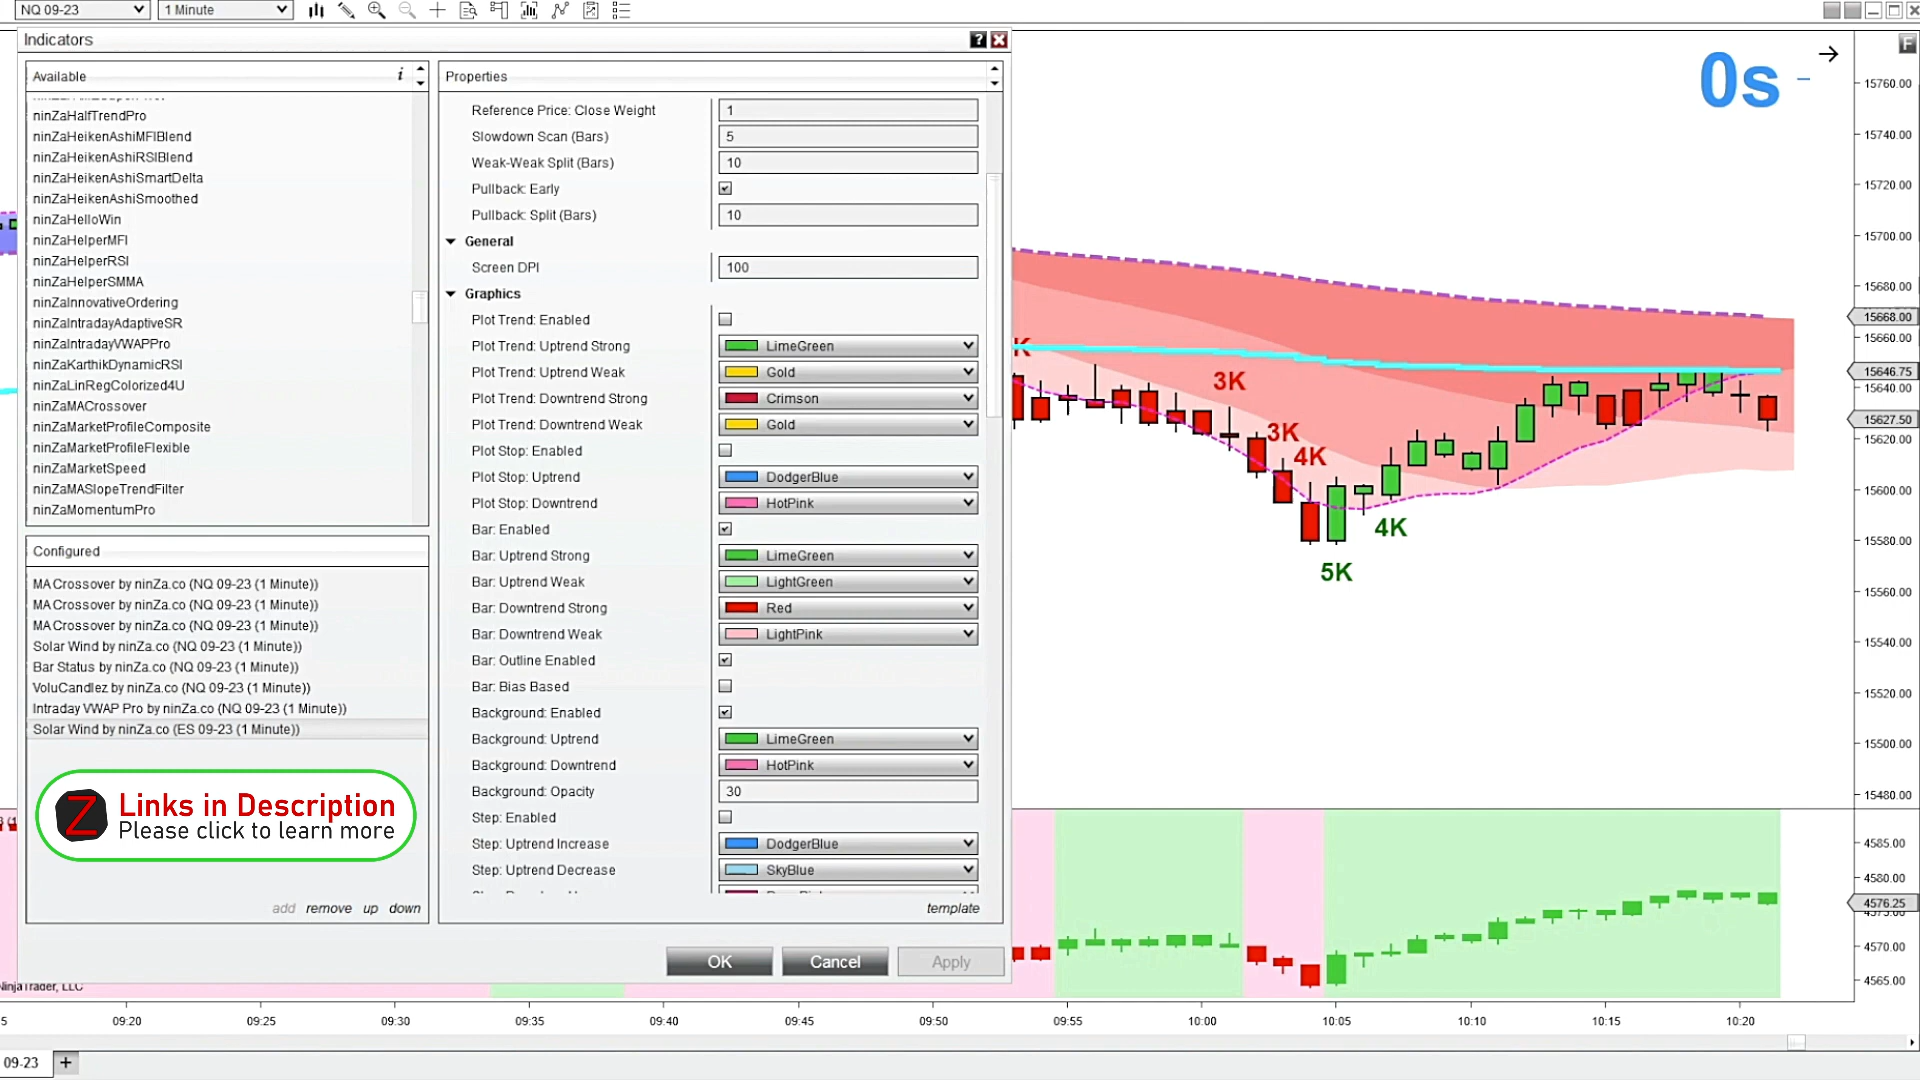 NQ 09-23
1 Minute
Indicators
Available
ninZaHalfTrendPro
ninZaHeikenAshiMFIBlend
ninZaHeikenAshiRSIBlend
ninZaHeikenAshiSmartDelta
ninZaHeikenAshiSmoothed
ninZaHelloWin
ninZaHelperMFI
ninZaHelperRSI
ninZaHelperSMMA
ninZaInnovativeOrdering
ninZaIntradayAdaptiveSR
ninZaIntradayVWAPPro
ninZaKarthikDynamicRSI
ninZaLinRegColorized4U
ninZaMACrossover
ninZaMarketProfileComposite
ninZaMarketProfileFlexible
ninZaMarketSpeed
ninZaMASlopeTrendFilter
ninZaMomentumPro
Configured
MA Crossover by ninZa.co (NQ 09-23 (1 Minute))
MA Crossover by ninZa.co (NQ 09-23 (1 Minute))
MA Crossover by ninZa.co (NQ 09-23 (1 Minute))
Solar Wind by ninZa.co (NQ 09-23 (1 Minute))
Bar Status by ninZa.co (NQ 09-23 (1 Minute))
VoluCandlez by ninZa.co (NQ 09-23 (1 Minute))
Intraday VWAP Pro by ninZa.co (NQ 09-23 (1 Minute))
Solar Wind by ninZa.co (ES 09-23 (1 Minute))
Z Links in Description
Please click to learn more
add remove up down
Properties
Reference Price: Close Weight 1
Slowdown Scan (Bars) 5
Weak-Weak Split (Bars) 10
Pullback: Early
Pullback: Split (Bars) 10
General
Screen DPI 100
Graphics
Plot Trend: Enabled
Plot Trend: Uptrend Strong LimeGreen
Plot Trend: Uptrend Weak Gold
Plot Trend: Downtrend Strong Crimson
Plot Trend: Downtrend Weak Gold
Plot Stop: Enabled
Plot Stop: Uptrend DodgerBlue
Plot Stop: Downtrend HotPink
Bar: Enabled
Bar: Uptrend Strong LimeGreen
Bar: Uptrend Weak LightGreen
Bar: Downtrend Strong Red
Bar: Downtrend Weak LightPink
Bar: Outline Enabled
Bar: Bias Based
Background: Enabled
Background: Uptrend LimeGreen
Background: Downtrend HotPink
Background: Opacity 30
Step: Enabled
Step: Uptrend Increase DodgerBlue
Step: Uptrend Decrease SkyBlue
template
OK Cancel Apply
0s
F
K
3K
3K
4K
4K
5K
15760.00
15740.00
15720.00
15700.00
15680.00
15668.00
15660.00
15646.75
15640.00
15627.50
15620.00
15600.00
15580.00
15560.00
15540.00
15520.00
15500.00
15480.00
4585.00
4580.00
4576.25
4575.00
4570.00
4565.00
NinjaTrader, LLC
09:20 09:25 09:30 09:35 09:40 09:45 09:50 09:55 10:00 10:05 10:10 10:15 10:20
09-23 +